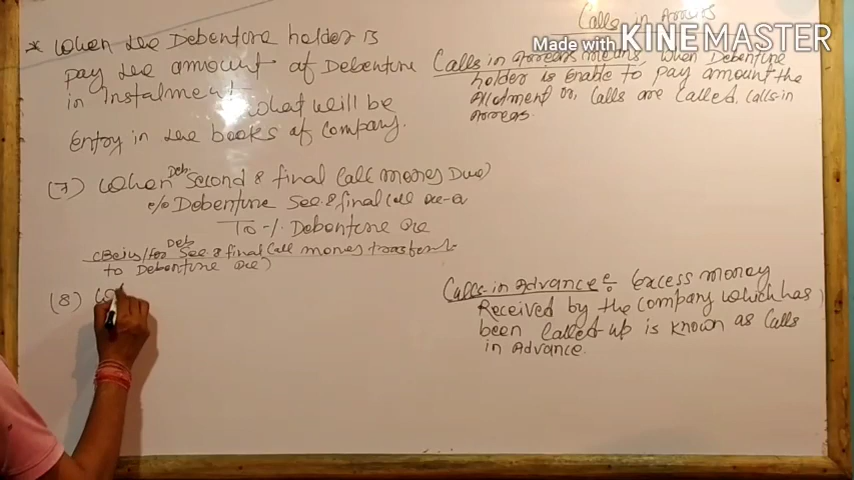 * When the Debenture holder is
pay the amount of Debenture
in Instalment what will be
Entry in the books of Company.
(7) When Deb Second & final Call money Due)
Debenture Sec & final Call
To -/. Debenture
(Being/for Deb Sec & final Call money transfer
to Debenture
(8)
Calls in Arrears
Made with KINEMASTER
Calls in Arrears means, When Debenture
holder is Enable to pay amount the
Allotment or, Calls are Called, Calls-in
Arrears.
Calls-in Advance: Excess money
Received by the Company which has
been Called-up is known as Calls
in Advance.